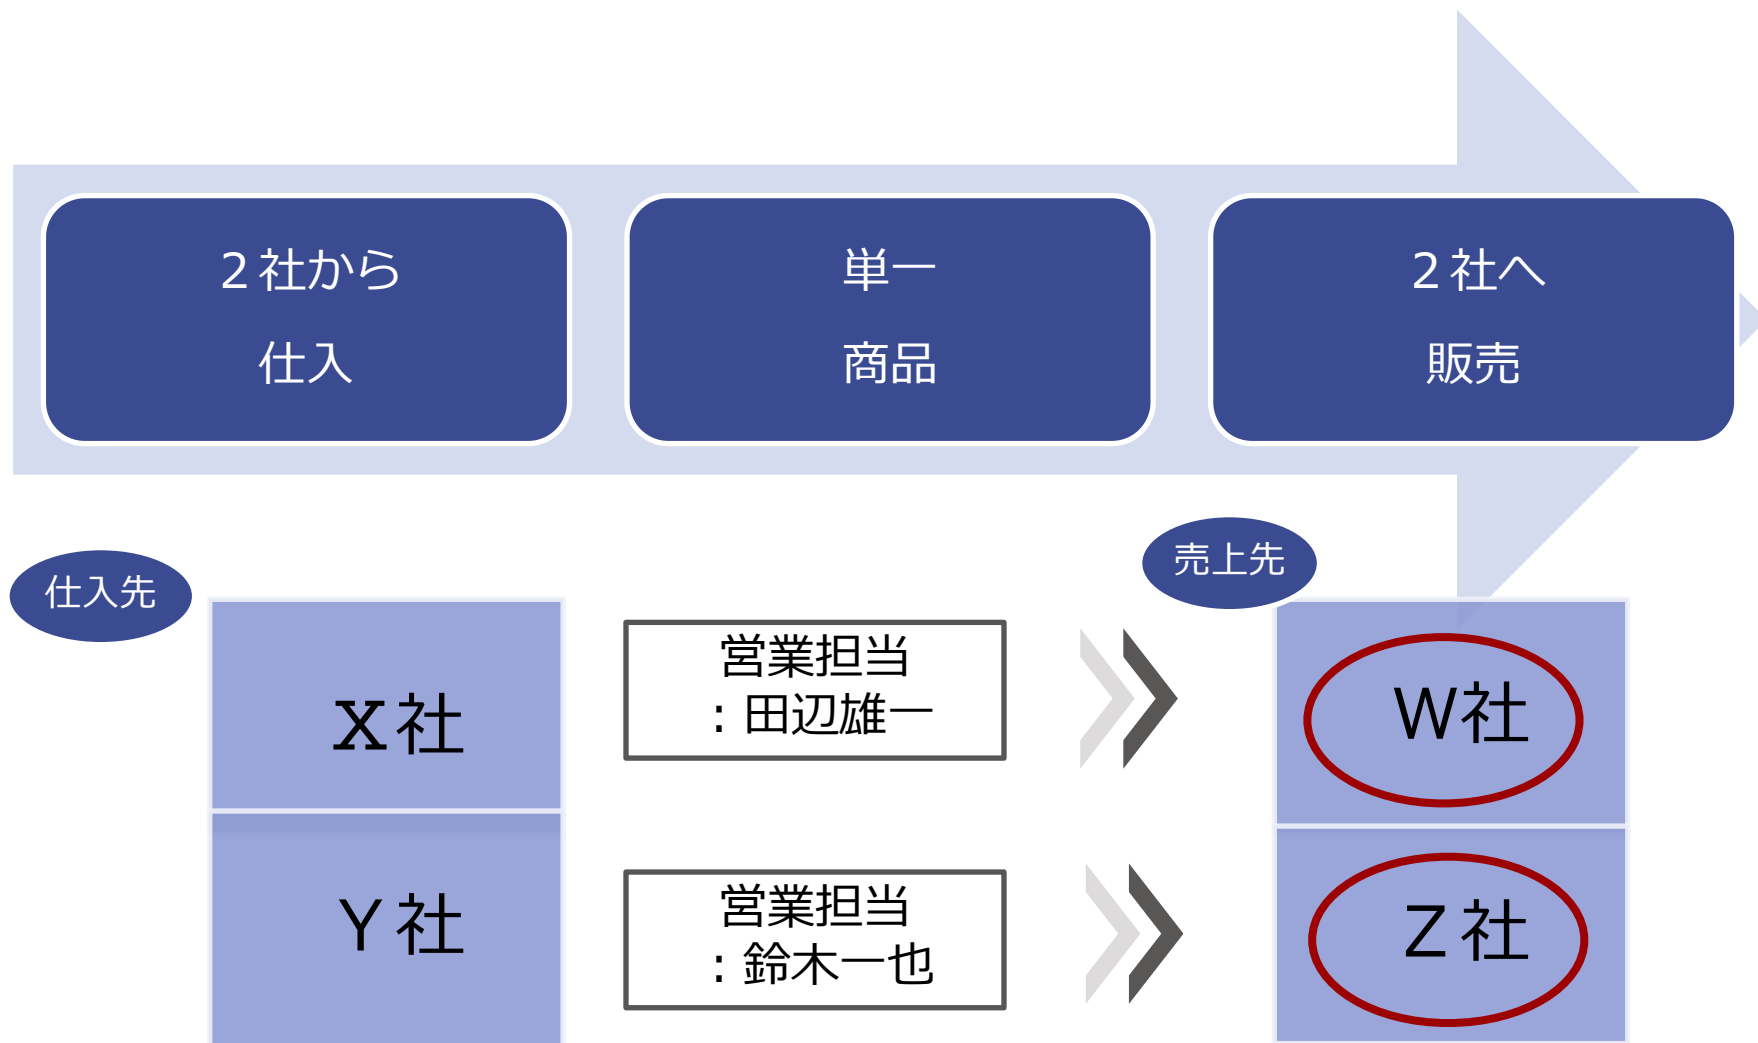 ２社から
仕入
単一
商品
２社へ
販売
仕入先
売上先
X社
営業担当
：田辺雄一
W社
Y社
営業担当
：鈴木一也
Z社